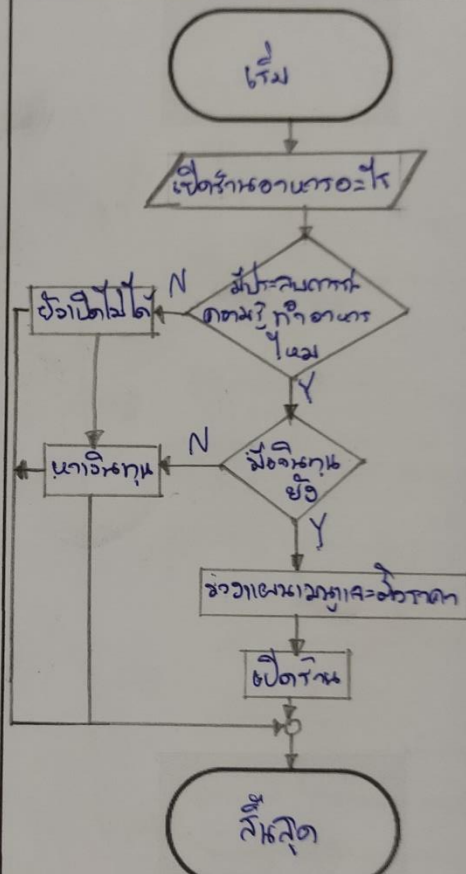 เริ่ม
เปิดร้านอาหารอะไร
N
มีประสบการณ์
ความรู้ ทำอาหาร
ไหม
ยังเปิดไม่ได้
Y
N
มีเงินทุน
ยัง
หาเงินทุน
Y
ร่างแผนเมนูและตั้งราคา
เปิดร้าน
สิ้นสุด